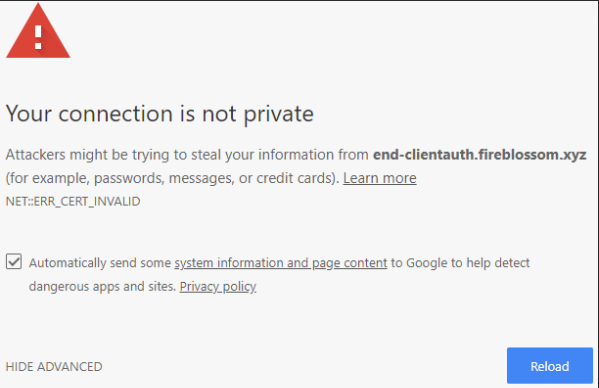 Your connection is not private
Attackers might be trying to steal your information from end-clientauth.fireblossom.xyz
(for example, passwords, messages, or credit cards). Learn more
NET::ERR_CERT_INVALID
Automatically send some system information and page content to Google to help detect
dangerous apps and sites. Privacy policy
HIDE ADVANCED
Reload